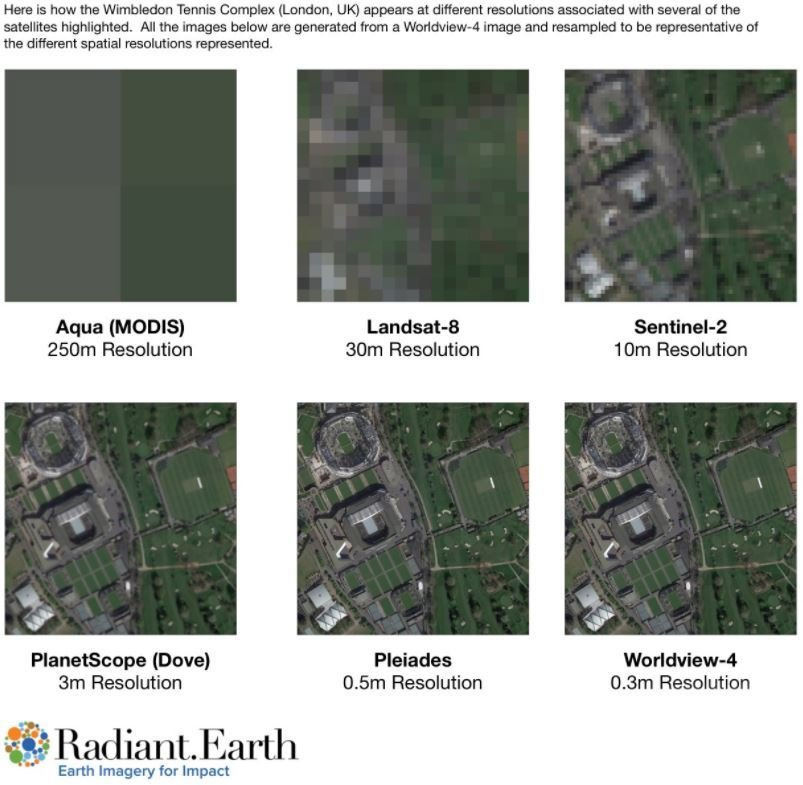 Here is how the Wimbledon Tennis Complex (London, UK) appears at different resolutions associated with several of the
satellites highlighted.  All the images below are generated from a Worldview-4 image and resampled to be representative of
the different spatial resolutions represented.
Aqua (MODIS)
250m Resolution
Landsat-8
30m Resolution
Sentinel-2
10m Resolution
PlanetScope (Dove)
3m Resolution
Pleiades
0.5m Resolution
Worldview-4
0.3m Resolution
Radiant.Earth
Earth Imagery for Impact